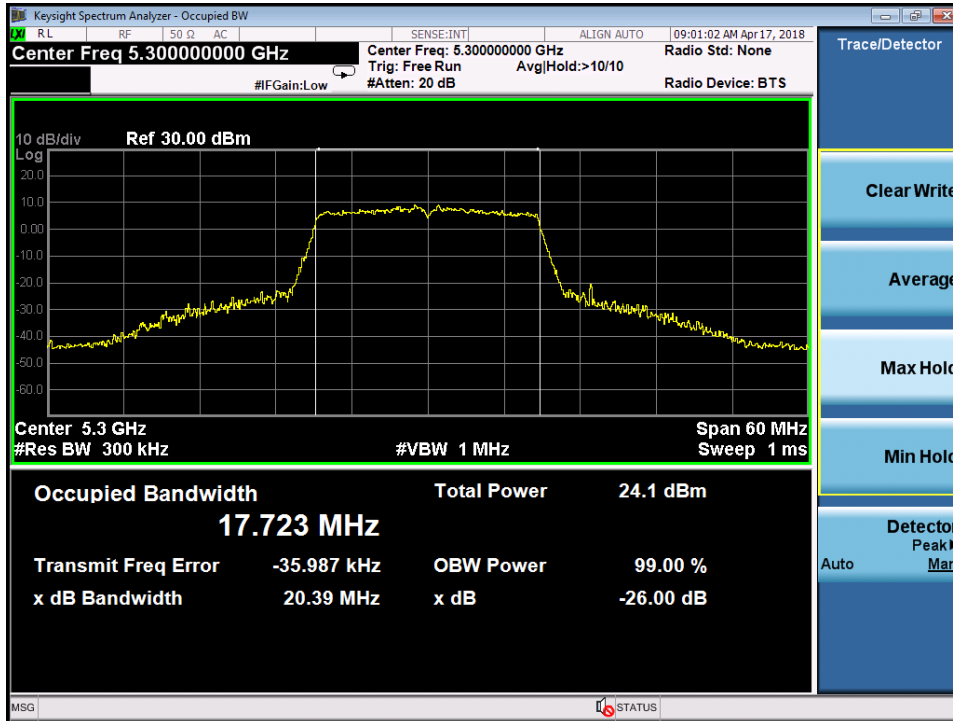 Keysight Spectrum Analyzer - Occupied BW
LXI RL RF 50 Ω AC SENSE:INT ALIGN AUTO 09:01:02 AM Apr 17, 2018
Center Freq 5.300000000 GHz Center Freq: 5.300000000 GHz Radio Std: None
Trig: Free Run Avg|Hold:>10/10
#IFGain:Low #Atten: 20 dB Radio Device: BTS
10 dB/div Ref 30.00 dBm
Log
20.0
10.0
0.00
-10.0
-20.0
-30.0
-40.0
-50.0
-60.0
Center 5.3 GHz Span 60 MHz
#Res BW 300 kHz #VBW 1 MHz Sweep 1 ms
Occupied Bandwidth Total Power 24.1 dBm
17.723 MHz
Transmit Freq Error -35.987 kHz OBW Power 99.00 %
x dB Bandwidth 20.39 MHz x dB -26.00 dB
MSG STATUS
Trace/Detector
Clear Write
Average
Max Hold
Min Hold
Detector
Peak
Auto Man